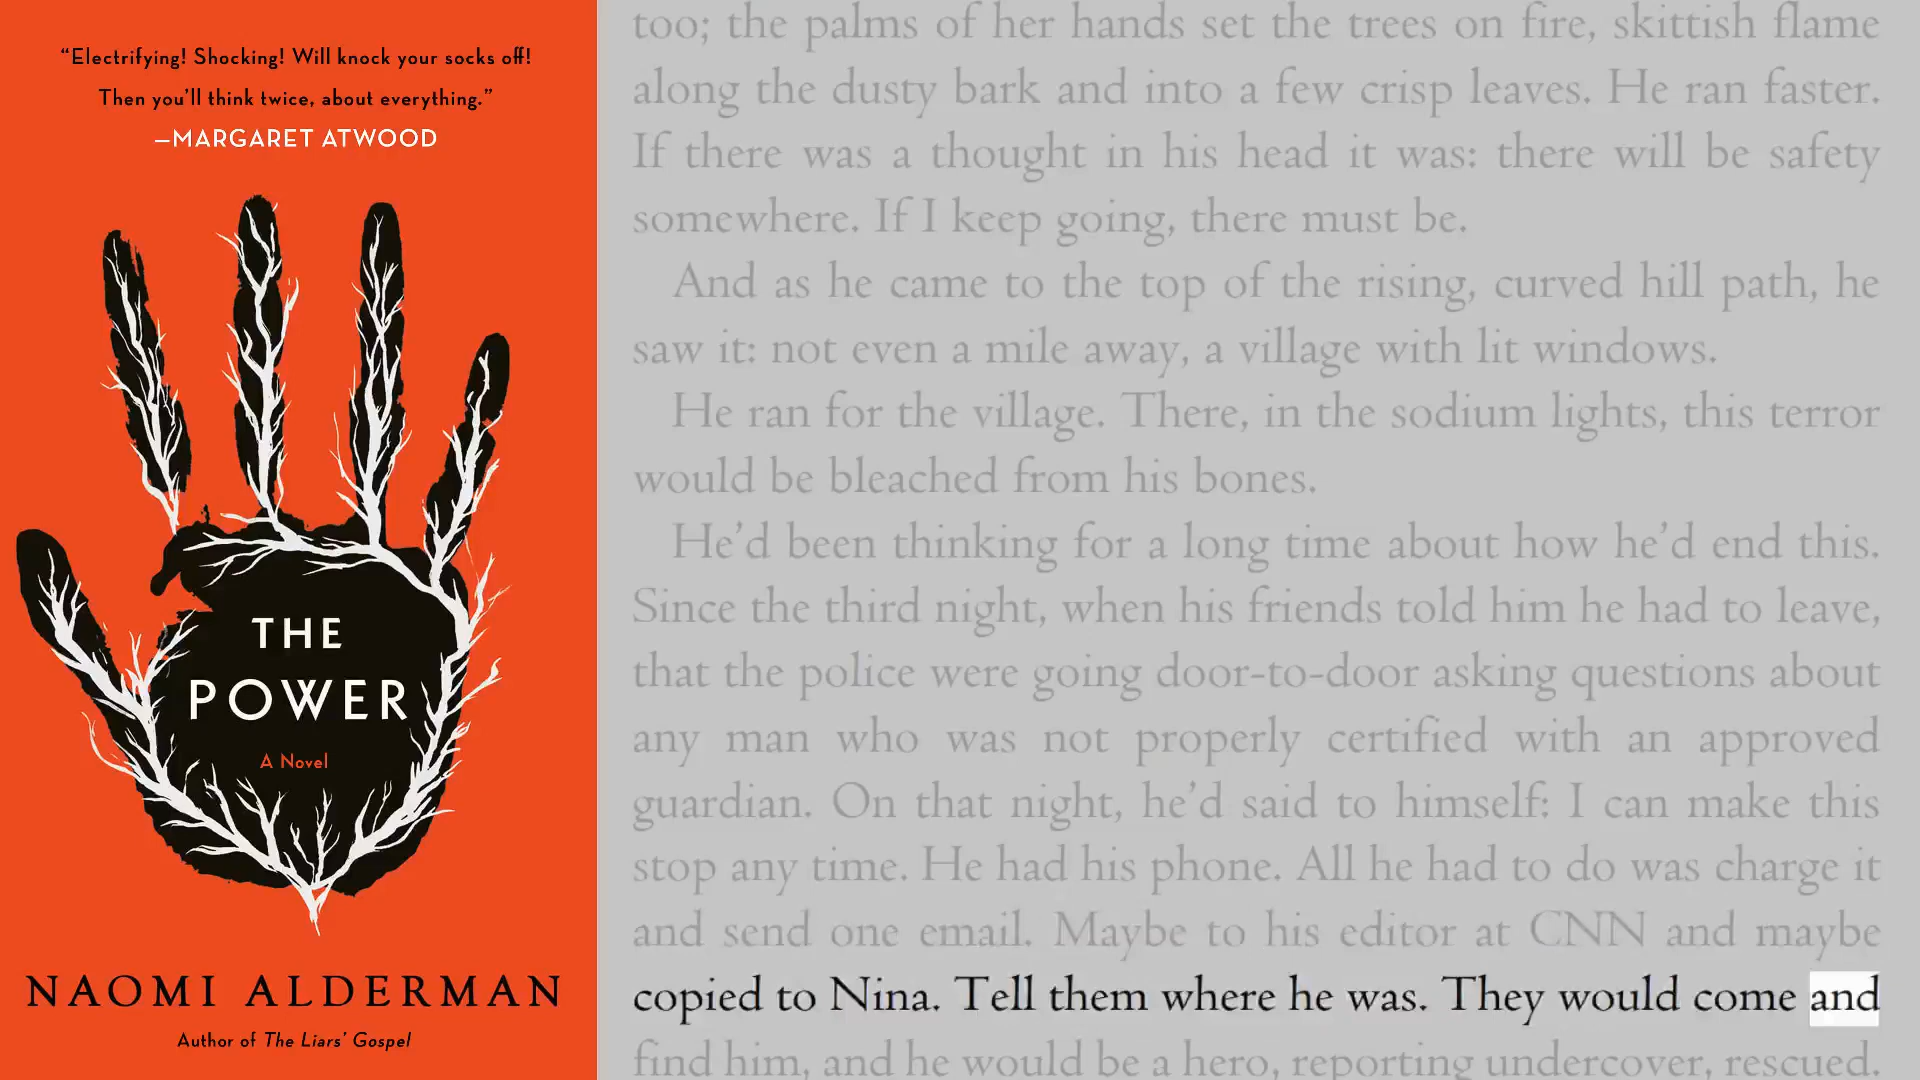 “Electrifying! Shocking! Will knock your socks off!
Then you’ll think twice, about everything.”
—MARGARET ATWOOD
THE
POWER
A Novel
NAOMI ALDERMAN
Author of The Liars’ Gospel
too; the palms of her hands set the trees on fire, skittish flame
along the dusty bark and into a few crisp leaves. He ran faster.
If there was a thought in his head it was: there will be safety
somewhere. If I keep going, there must be.
And as he came to the top of the rising, curved hill path, he
saw it: not even a mile away, a village with lit windows.
He ran for the village. There, in the sodium lights, this terror
would be bleached from his bones.
He’d been thinking for a long time about how he’d end this.
Since the third night, when his friends told him he had to leave,
that the police were going door-to-door asking questions about
any man who was not properly certified with an approved
guardian. On that night, he’d said to himself: I can make this
stop any time. He had his phone. All he had to do was charge it
and send one email. Maybe to his editor at CNN and maybe
copied to Nina. Tell them where he was. They would come and
find him, and he would be a hero, reporting undercover, rescued.